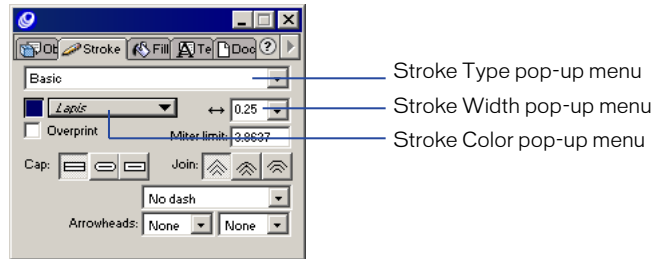 Ob Stroke Fill Te Doc ?
Basic
Stroke Type pop-up menu
Lapis 0.25
Stroke Width pop-up menu
Overprint Miter limit: 3.8637
Stroke Color pop-up menu
Cap: Join:
No dash
Arrowheads: None None